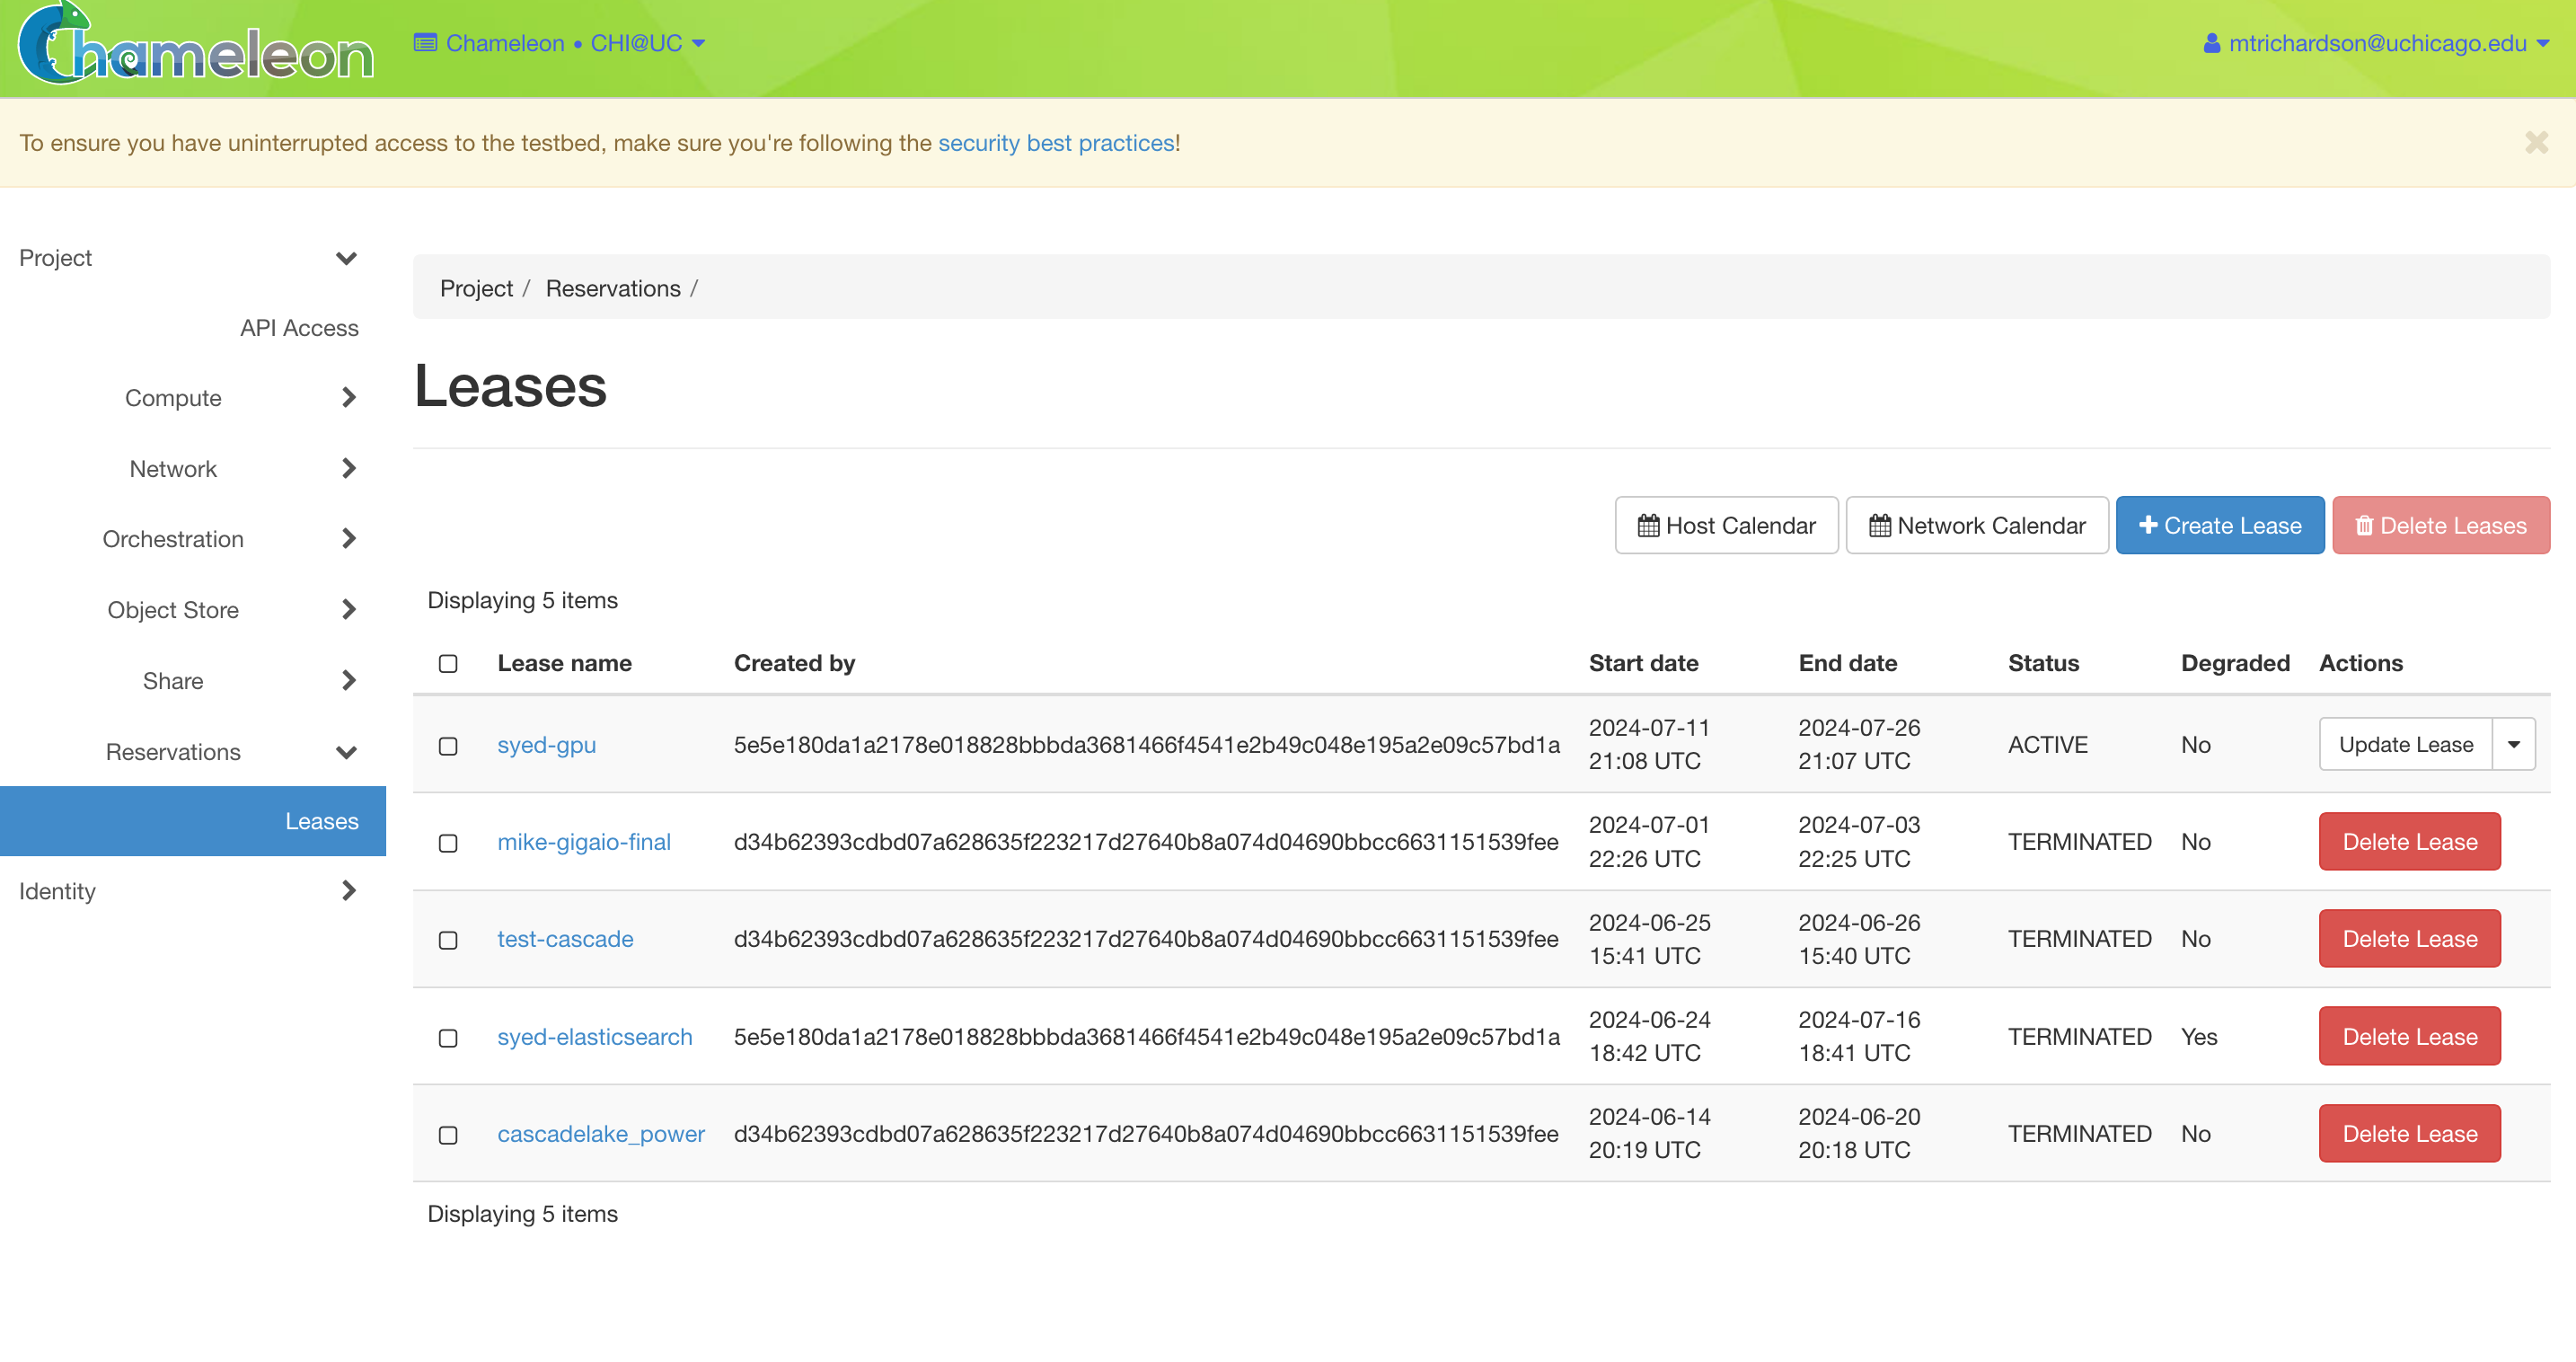 Chameleon
Chameleon • CHI@UC
mtrichardson@uchicago.edu
To ensure you have uninterrupted access to the testbed, make sure you're following the security best practices!
Project
API Access
Compute
Network
Orchestration
Object Store
Share
Reservations
Leases
Identity
Project / Reservations /
Leases
Host Calendar Network Calendar Create Lease Delete Leases
Displaying 5 items
Lease name Created by Start date End date Status Degraded Actions
syed-gpu 5e5e180da1a2178e018828bbbda3681466f4541e2b49c048e195a2e09c57bd1a 2024-07-11 21:08 UTC 2024-07-26 21:07 UTC ACTIVE No Update Lease
mike-gigaio-final d34b62393cdbd07a628635f223217d27640b8a074d04690bbcc6631151539fee 2024-07-01 22:26 UTC 2024-07-03 22:25 UTC TERMINATED No Delete Lease
test-cascade d34b62393cdbd07a628635f223217d27640b8a074d04690bbcc6631151539fee 2024-06-25 15:41 UTC 2024-06-26 15:40 UTC TERMINATED No Delete Lease
syed-elasticsearch 5e5e180da1a2178e018828bbbda3681466f4541e2b49c048e195a2e09c57bd1a 2024-06-24 18:42 UTC 2024-07-16 18:41 UTC TERMINATED Yes Delete Lease
cascadelake_power d34b62393cdbd07a628635f223217d27640b8a074d04690bbcc6631151539fee 2024-06-14 20:19 UTC 2024-06-20 20:18 UTC TERMINATED No Delete Lease
Displaying 5 items